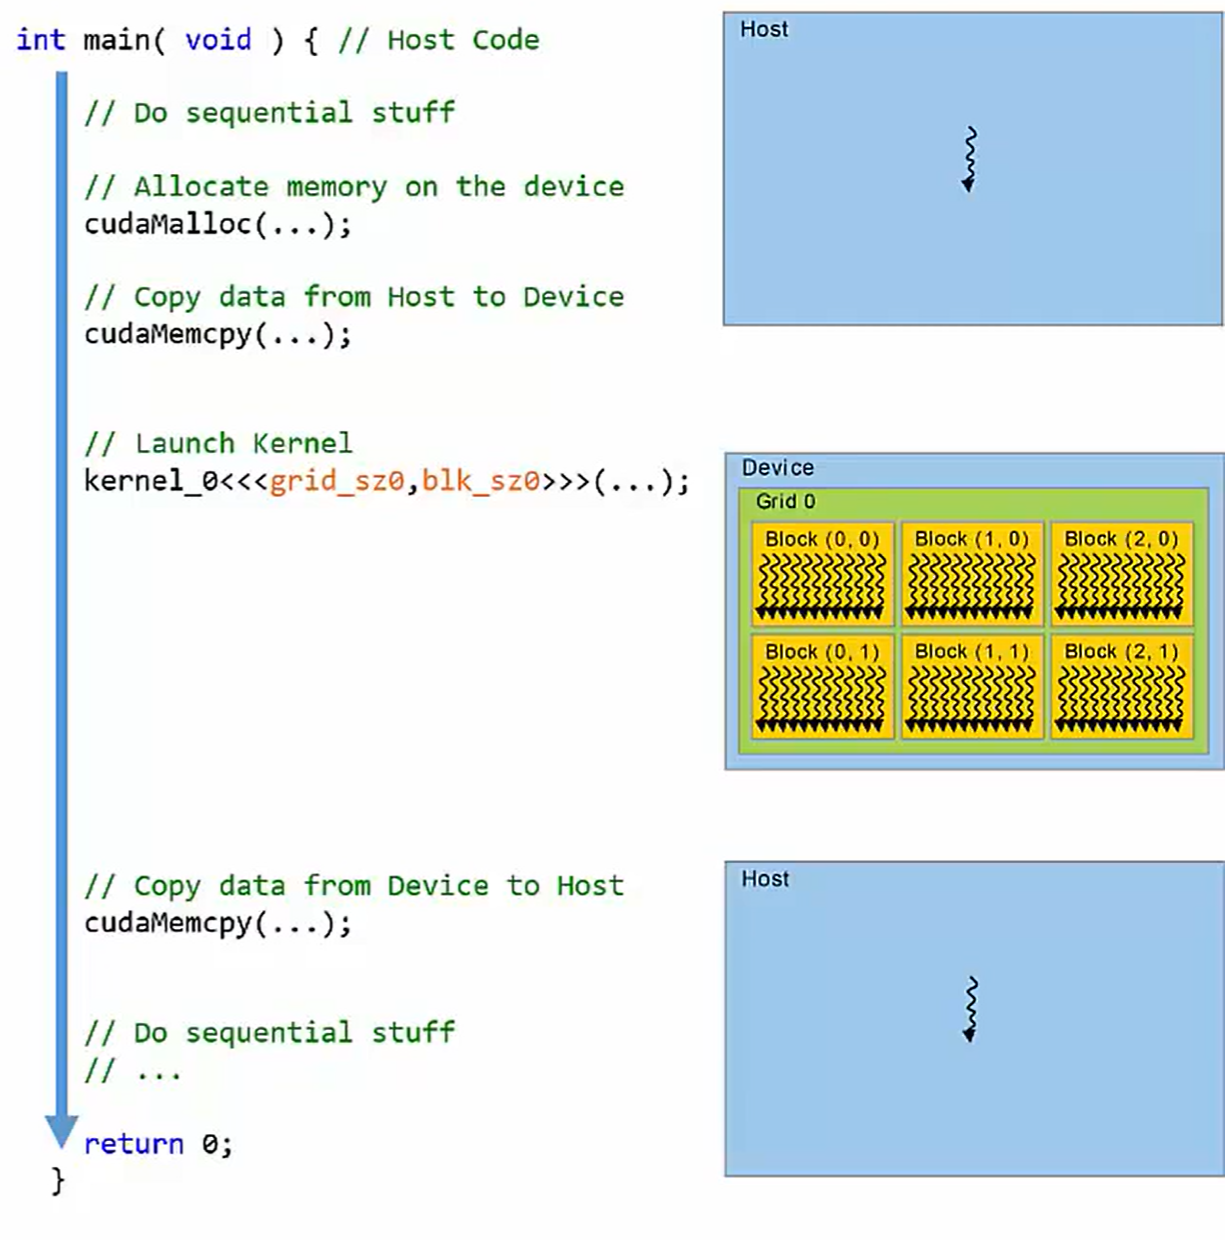 int main( void ) { // Host Code
// Do sequential stuff
// Allocate memory on the device
cudaMalloc(...);
// Copy data from Host to Device
cudaMemcpy(...);
// Launch Kernel
kernel_0<<<grid_sz0,blk_sz0>>>(...);
// Copy data from Device to Host
cudaMemcpy(...);
// Do sequential stuff
// ...
return 0;
}
Host
Device
Grid 0
Block (0, 0) Block (1, 0) Block (2, 0)
Block (0, 1) Block (1, 1) Block (2, 1)
Host